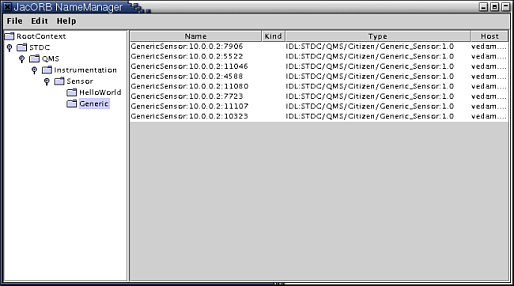 JacORB NameManager
File Edit Help
RootContext
STDC
QMS
Instrumentation
Sensor
HelloWorld
Generic
Name Kind Type Host
GenericSensor:10.0.0.2:7906 IDL:STDC/QMS/Citizen/Generic_Sensor:1.0 vedam....
GenericSensor:10.0.0.2:5522 IDL:STDC/QMS/Citizen/Generic_Sensor:1.0 vedam....
GenericSensor:10.0.0.2:11046 IDL:STDC/QMS/Citizen/Generic_Sensor:1.0 vedam....
GenericSensor:10.0.0.2:4588 IDL:STDC/QMS/Citizen/Generic_Sensor:1.0 vedam....
GenericSensor:10.0.0.2:11080 IDL:STDC/QMS/Citizen/Generic_Sensor:1.0 vedam....
GenericSensor:10.0.0.2:7723 IDL:STDC/QMS/Citizen/Generic_Sensor:1.0 vedam....
GenericSensor:10.0.0.2:11107 IDL:STDC/QMS/Citizen/Generic_Sensor:1.0 vedam....
GenericSensor:10.0.0.2:10323 IDL:STDC/QMS/Citizen/Generic_Sensor:1.0 vedam....